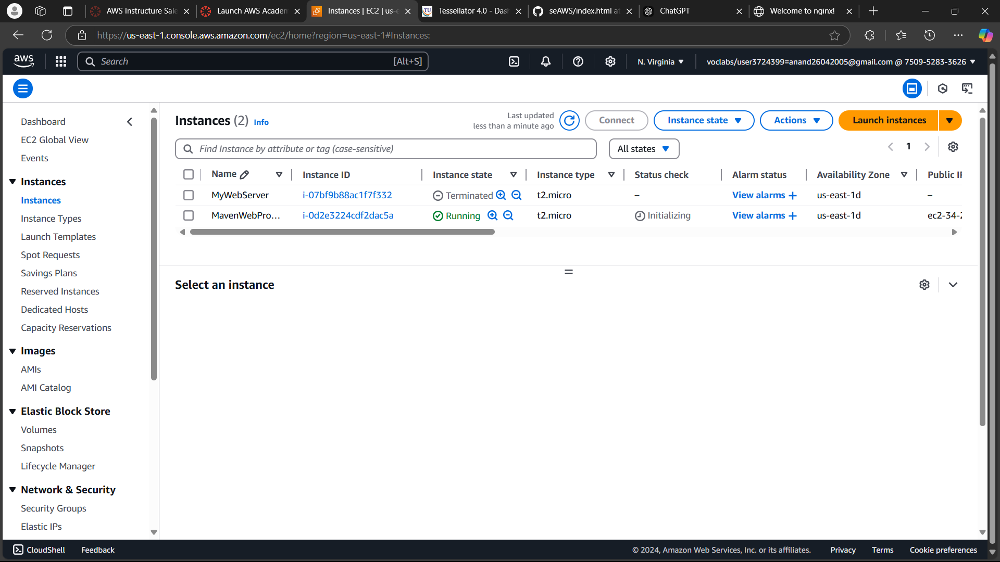 AWS Instructure Sale
Launch AWS Academ
Instances | EC2 | us-e
Tessellator 4.0 - Dash
seAWS/index.html at
ChatGPT
Welcome to nginx!
https://us-east-1.console.aws.amazon.com/ec2/home?region=us-east-1#Instances:
aws
Search
[Alt+S]
N. Virginia
voclabs/user3724399=anand26042005@gmail.com @ 7509-5283-3626
Dashboard
EC2 Global View
Events
Instances
Instances
Instance Types
Launch Templates
Spot Requests
Savings Plans
Reserved Instances
Dedicated Hosts
Capacity Reservations
Images
AMIs
AMI Catalog
Elastic Block Store
Volumes
Snapshots
Lifecycle Manager
Network & Security
Security Groups
Elastic IPs
Instances (2) Info
Last updated
less than a minute ago
Connect
Instance state
Actions
Launch instances
Find Instance by attribute or tag (case-sensitive)
All states
1
Name Instance ID Instance state Instance type Status check Alarm status Availability Zone Public IP
MyWebServer i-07bf9b88ac1f7f332 Terminated t2.micro – View alarms + us-east-1d –
MavenWebPro... i-0d2e3224cdf2dac5a Running t2.micro Initializing View alarms + us-east-1d ec2-34-2
Select an instance
CloudShell Feedback
© 2024, Amazon Web Services, Inc. or its affiliates. Privacy Terms Cookie preferences